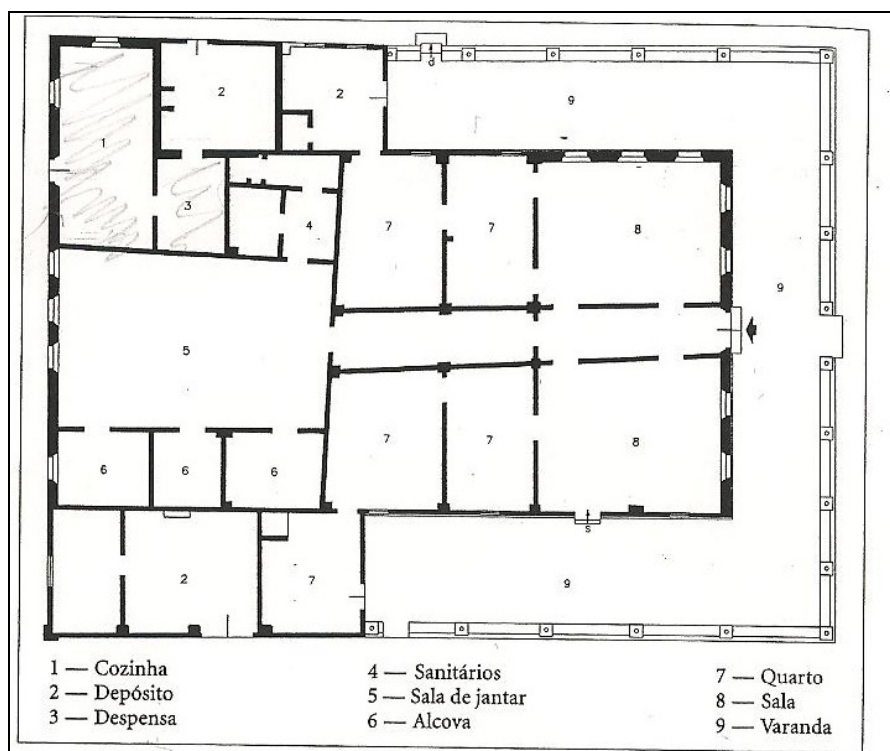 d
2
2
9
1
3
4
7
7
8
9
5
7
7
8
6
6
6
s
2
7
9
1 — Cozinha
2 — Depósito
3 — Despensa
4 — Sanitários
5 — Sala de jantar
6 — Alcova
7 — Quarto
8 — Sala
9 — Varanda